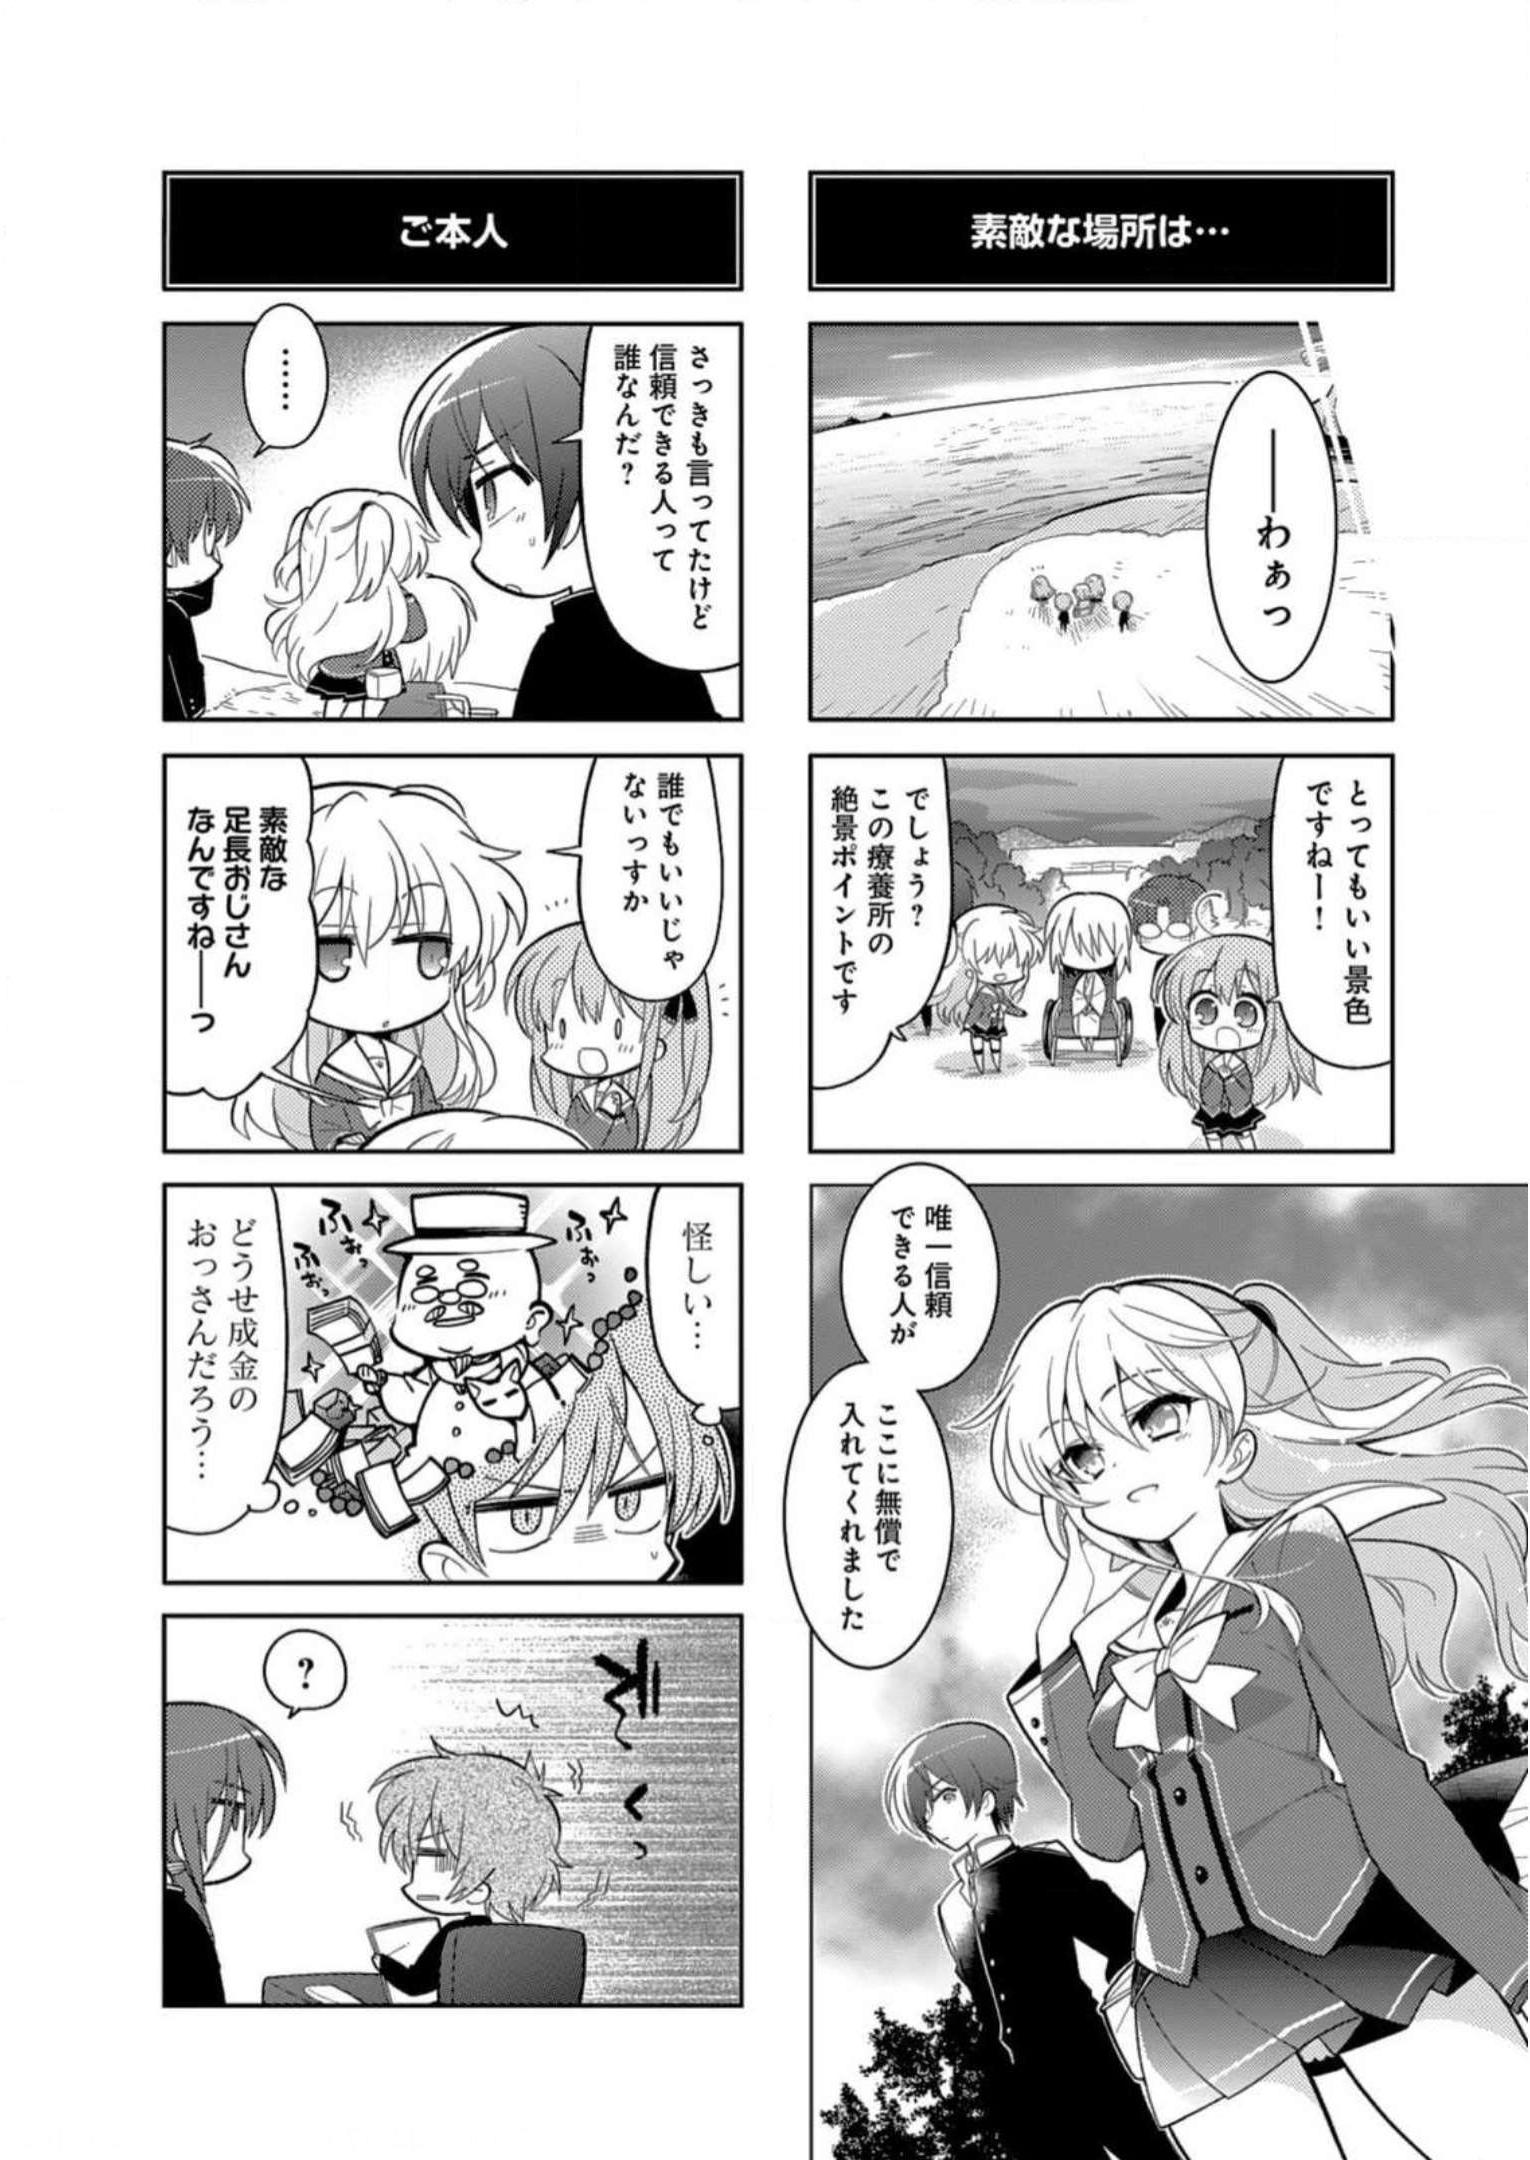 素敵な場所は…
――わぁっ
とってもいい景色
ですねー！
でしょう？
この療養所の
絶景ポイントです
唯一信頼
できる人が
ここに無償で
入れてくれました
ご本人
さっきも言ってたけど
信頼できる人って
誰なんだ？
……
誰でもいいじゃ
ないっすか
素敵な
足長おじさん
なんですね――っ
怪しい…
ふぉっ
ふぉっ
ふぉっ
どうせ成金の
おっさんだろう…
？